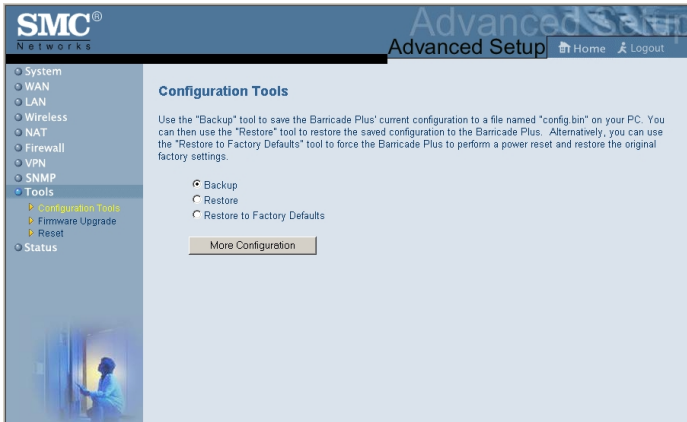 SMC®
Networks
Advanced Setup
Advanced Setup
Home
Logout
System
WAN
LAN
Wireless
NAT
Firewall
VPN
SNMP
Tools
Configuration Tools
Firmware Upgrade
Reset
Status
Configuration Tools
Use the "Backup" tool to save the Barricade Plus' current configuration to a file named "config.bin" on your PC. You
can then use the "Restore" tool to restore the saved configuration to the Barricade Plus. Alternatively, you can use
the "Restore to Factory Defaults" tool to force the Barricade Plus to perform a power reset and restore the original
factory settings.
Backup
Restore
Restore to Factory Defaults
More Configuration